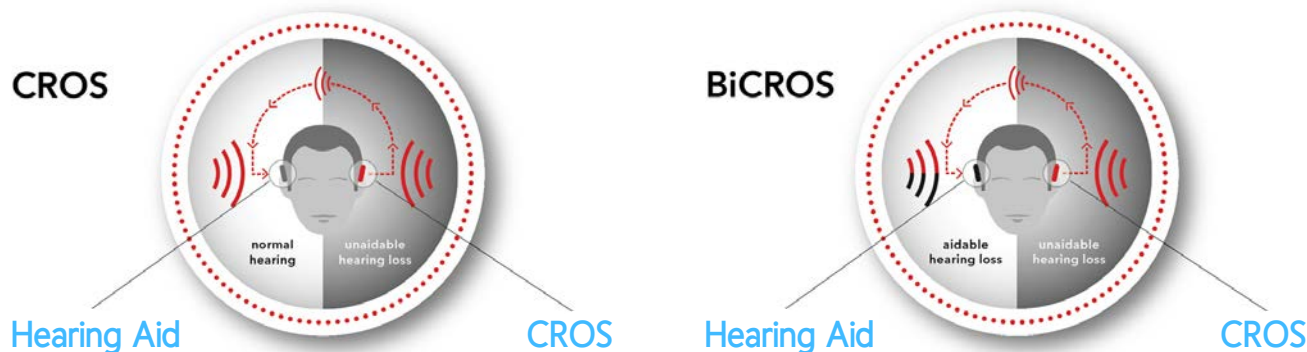 CROS
normal
hearing
unaidable
hearing loss
Hearing Aid
CROS
BiCROS
aidable
hearing loss
unaidable
hearing loss
Hearing Aid
CROS